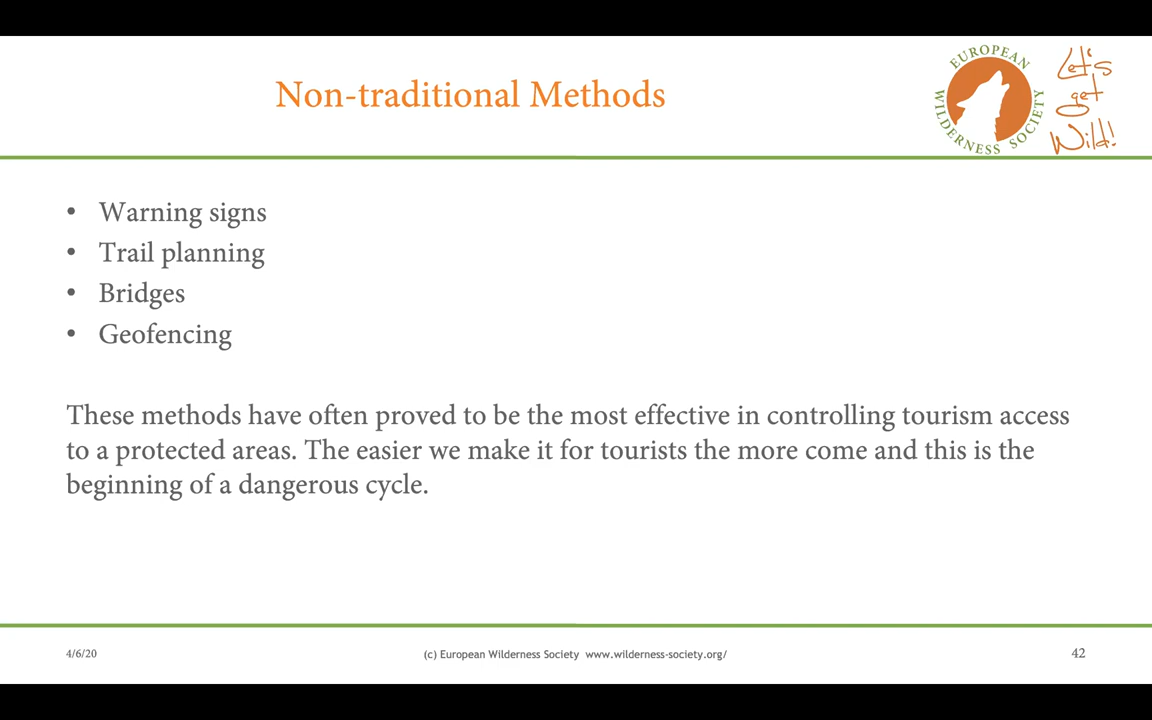 Non-traditional Methods
EUROPEAN
WILDERNESS SOCIETY
Let's
get
Wild!
• Warning signs
• Trail planning
• Bridges
• Geofencing
These methods have often proved to be the most effective in controlling tourism access
to a protected areas. The easier we make it for tourists the more come and this is the
beginning of a dangerous cycle.
4/6/20
(c) European Wilderness Society www.wilderness-society.org/
42